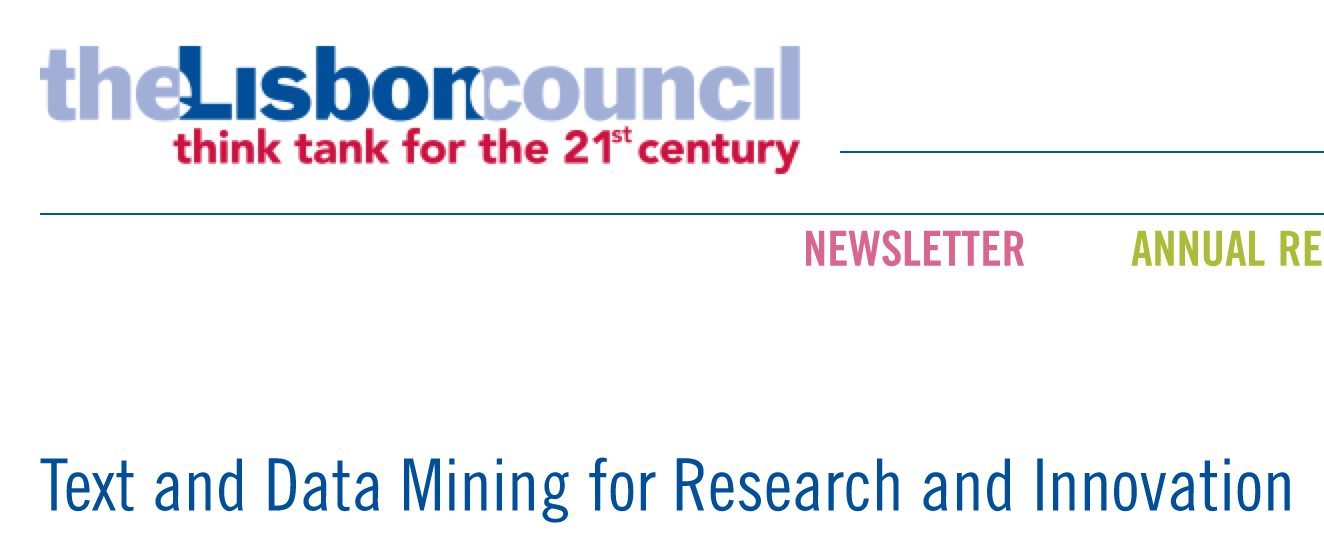 theLisboncouncil
think tank for the 21st century
NEWSLETTER ANNUAL RE
Text and Data Mining for Research and Innovation